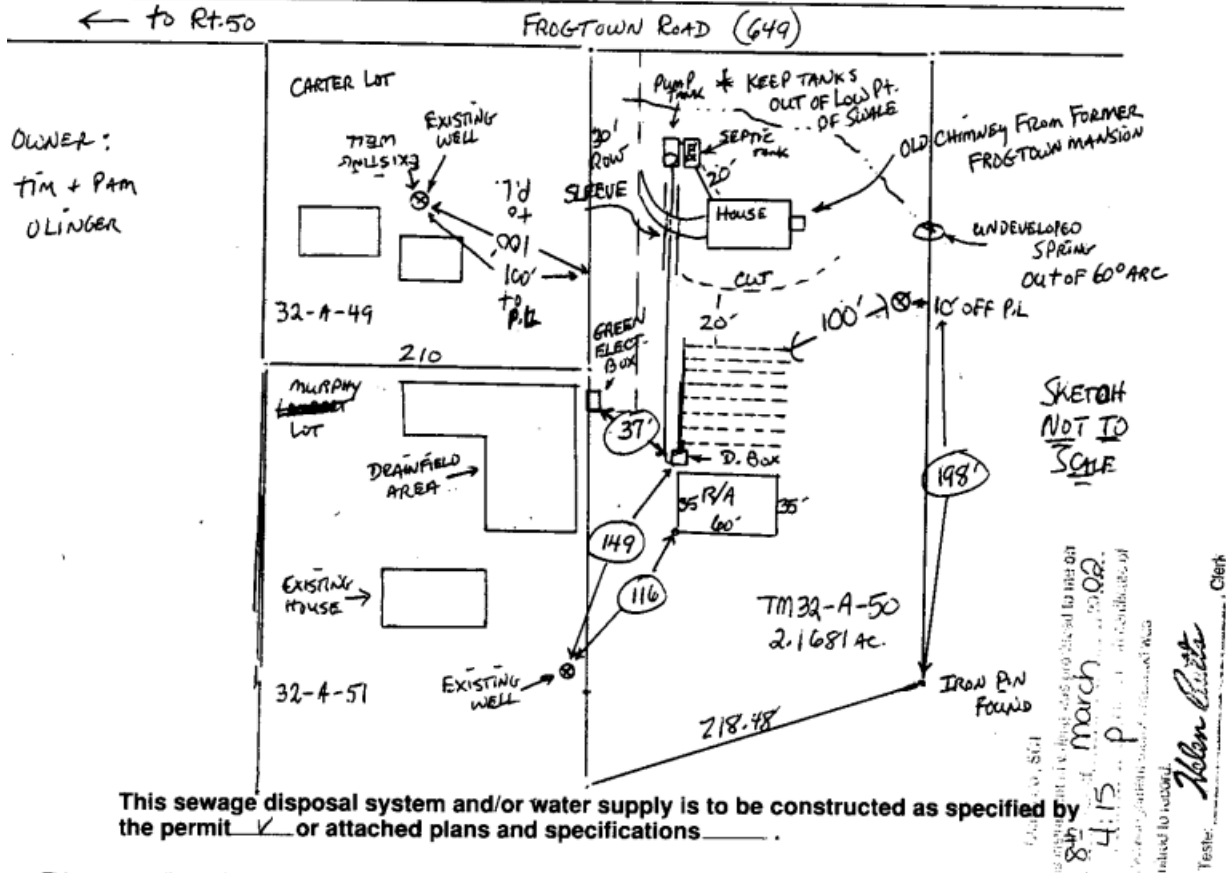 ← to Rt. 50
FROGTOWN ROAD (649)
CARTER LOT
OWNER:
TIM + PAM
OLINGER
EXISTING
WELL
EXISTING
WELL
100'
to
P.L.
100'
to
P.L.
32-A-49
210
30'
ROW
PUMP
TANK
* KEEP TANKS
OUT OF LOW PT.
OF SWALE
SEPTIC
TANK
20'
SLEEVE
HOUSE
OLD CHIMNEY FROM FORMER
FROGTOWN MANSION
UNDEVELOPED
SPRING
OUT OF 60° ARC
CUT
20'
100'
10' OFF P.L
GREEN
ELECT.
BOX
MURPHY
LOT
DRAINFIELD
AREA
37'
D. BOX
35'
R/A
60'
35'
198'
SKETCH
NOT TO
SCALE
149
116
EXISTING
HOUSE
TM 32-A-50
2.1681 AC.
EXISTING
WELL
32-A-51
IRON PIN
FOUND
218.48'
This sewage disposal system and/or water supply is to be constructed as specified by
the permit ✓ or attached plans and specifications .
8th march 2002
4:15 p
Teste: , Clerk